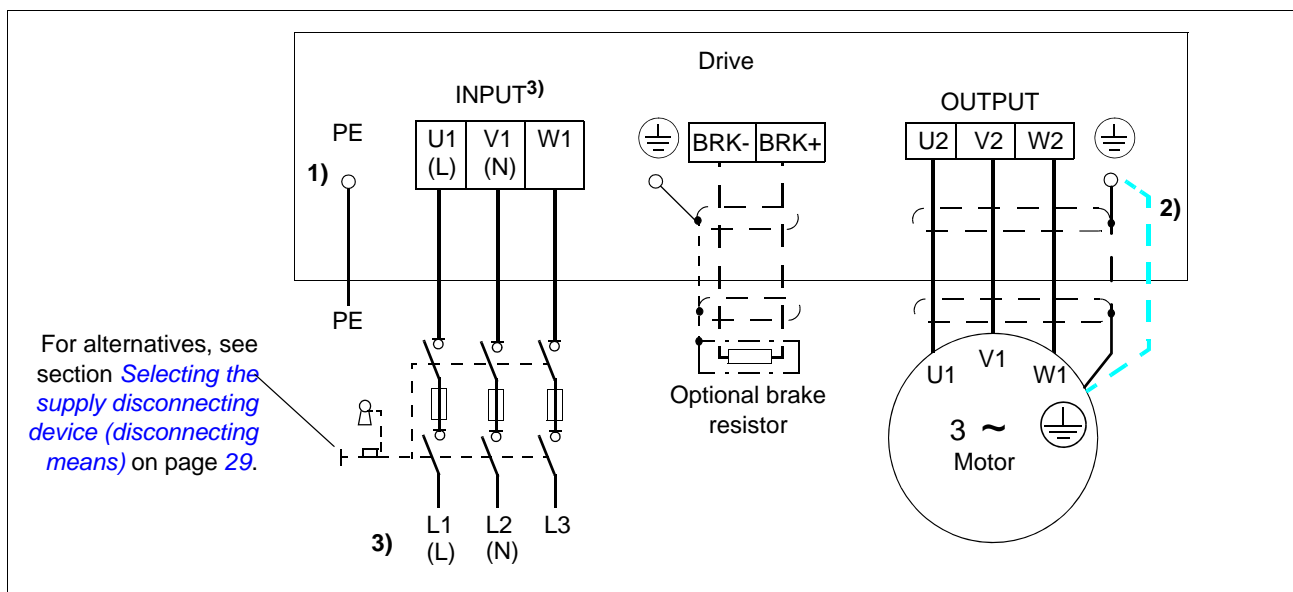 Drive
INPUT3)
OUTPUT
PE
U1
(L)
V1
(N)
W1
BRK-
BRK+
U2
V2
W2
1)
2)
PE
For alternatives, see
section Selecting the
supply disconnecting
device (disconnecting
means) on page 29.
Optional brake
resistor
U1
V1
W1
3 ~
Motor
3)
L1
(L)
L2
(N)
L3